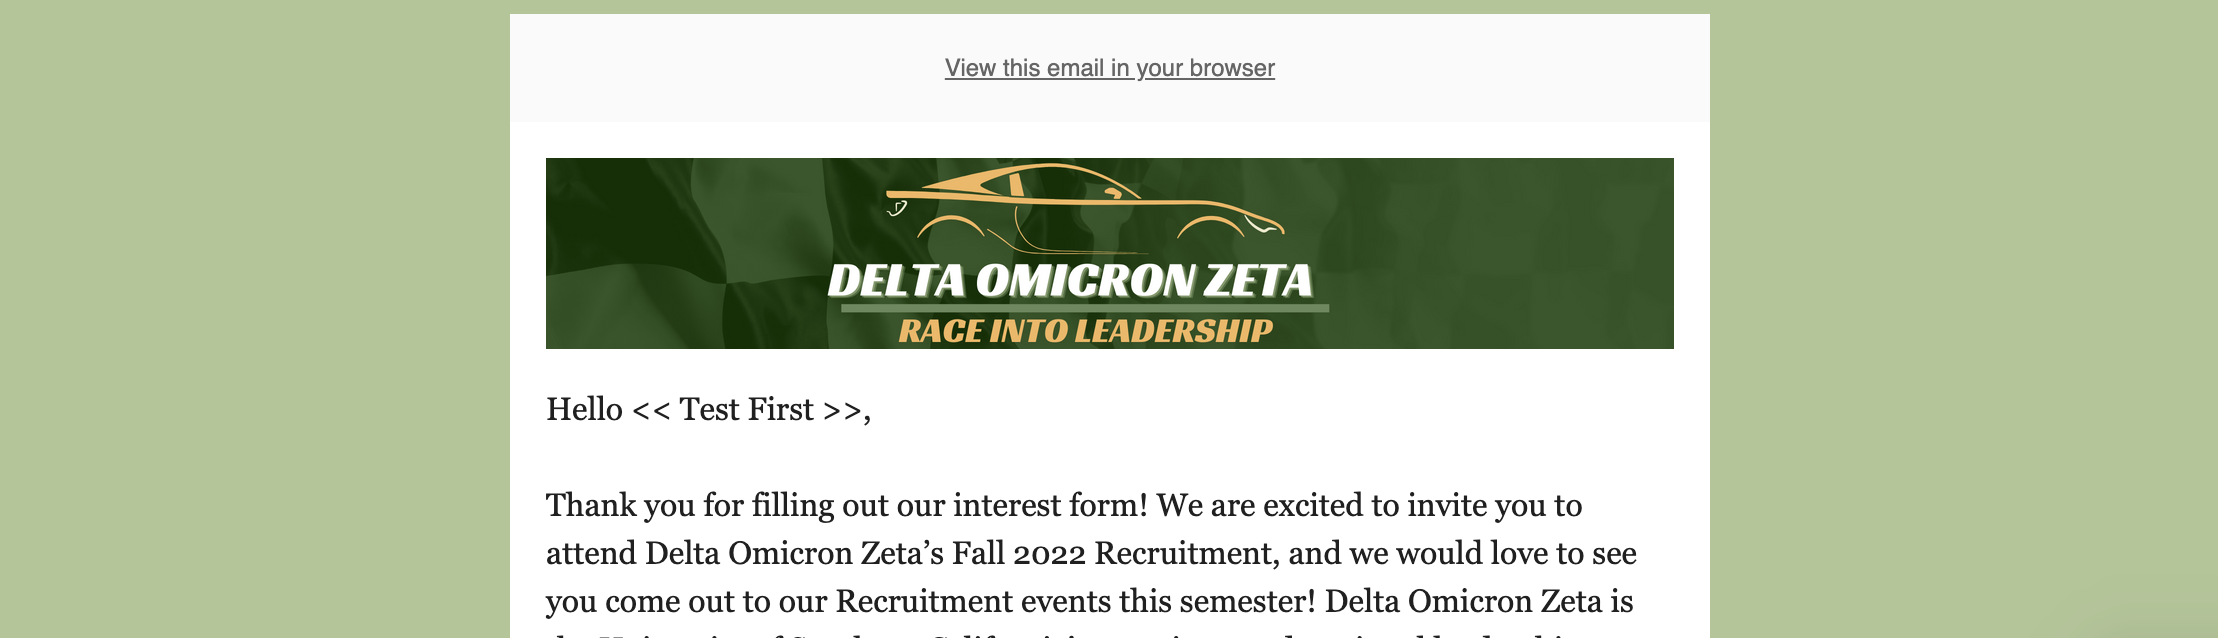 View this email in your browser
DELTA OMICRON ZETA
RACE INTO LEADERSHIP
Hello << Test First >>,
Thank you for filling out our interest form! We are excited to invite you to
attend Delta Omicron Zeta’s Fall 2022 Recruitment, and we would love to see
you come out to our Recruitment events this semester! Delta Omicron Zeta is